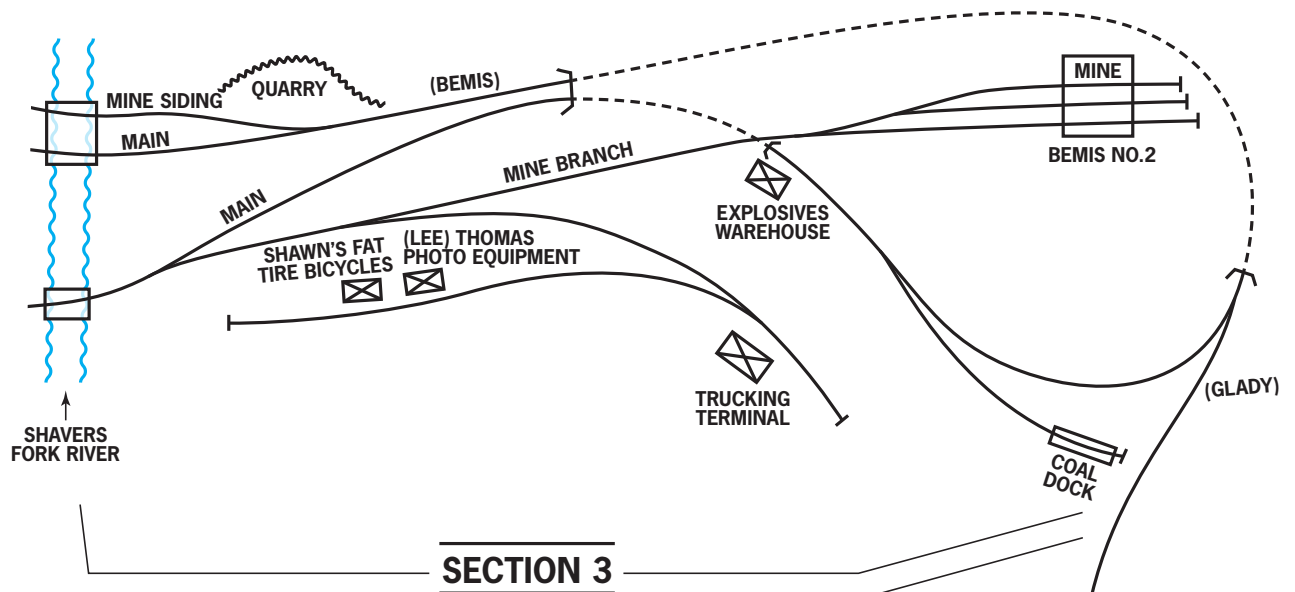 MINE SIDING
QUARRY
(BEMIS)
MINE
MAIN
BEMIS NO.2
MINE BRANCH
MAIN
EXPLOSIVES
WAREHOUSE
SHAWN'S FAT
TIRE BICYCLES
(LEE) THOMAS
PHOTO EQUIPMENT
TRUCKING
TERMINAL
(GLADY)
SHAVERS
FORK RIVER
COAL
DOCK
SECTION 3